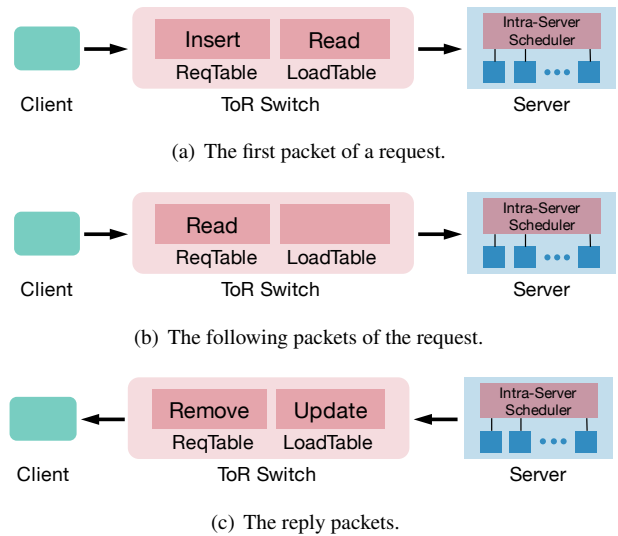 Insert Read Intra-Server
Scheduler
ReqTable LoadTable
Client ToR Switch Server
(a) The first packet of a request.
Read Intra-Server
Scheduler
ReqTable LoadTable
Client ToR Switch Server
(b) The following packets of the request.
Remove Update Intra-Server
Scheduler
ReqTable LoadTable
Client ToR Switch Server
(c) The reply packets.